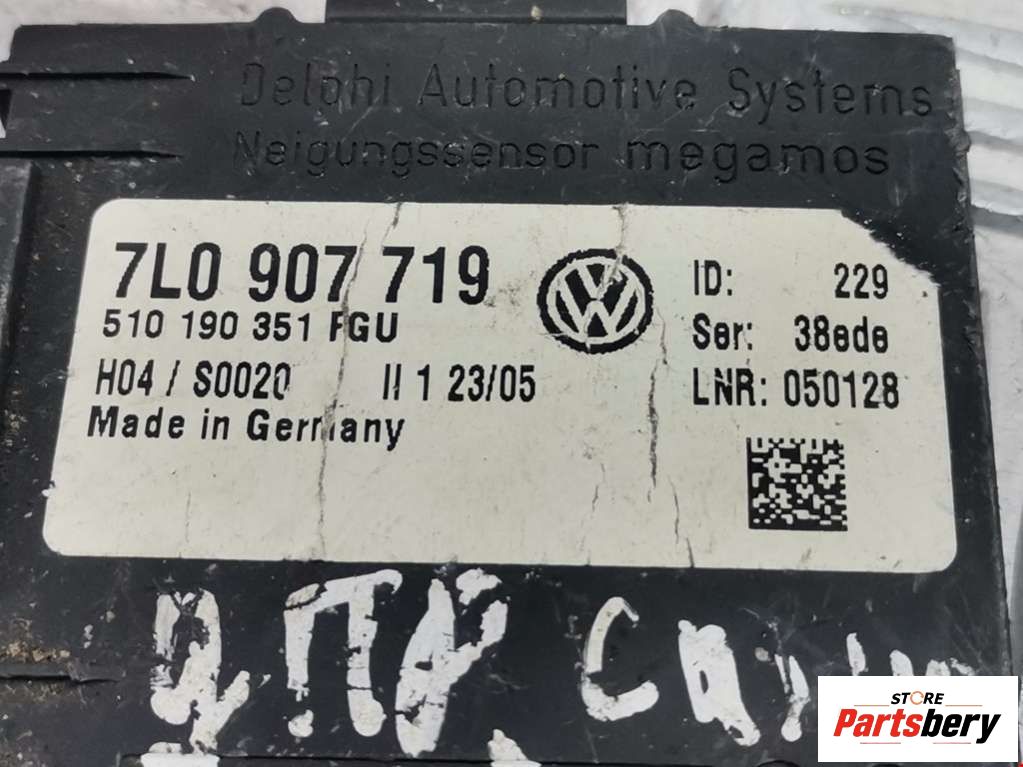 Delphi Automotive Systems
Neigungssensor megamos
7L0 907 719
510 190 351 FGU
H04 / S0020 II 1 23/05
Made in Germany
ID: 229
Ser: 38ede
LNR: 050128
STORE
Partsbery